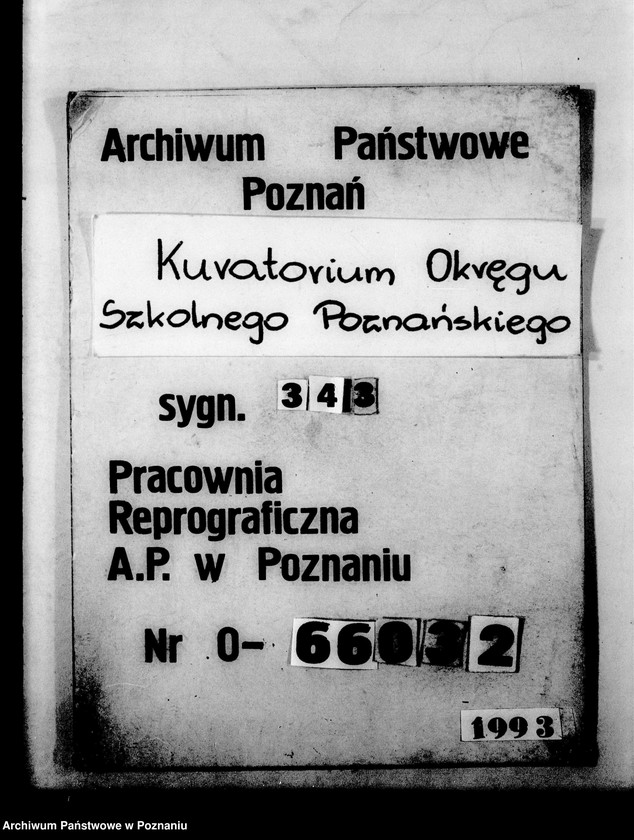 Archiwum Państwowe
Poznań
Kuratorium Okręgu
Szkolnego Poznańskiego
sygn. 343
Pracownia
Reprograficzna
A.P. w Poznaniu
Nr 0- 66032
1993
Archiwum Państwowe w Poznaniu